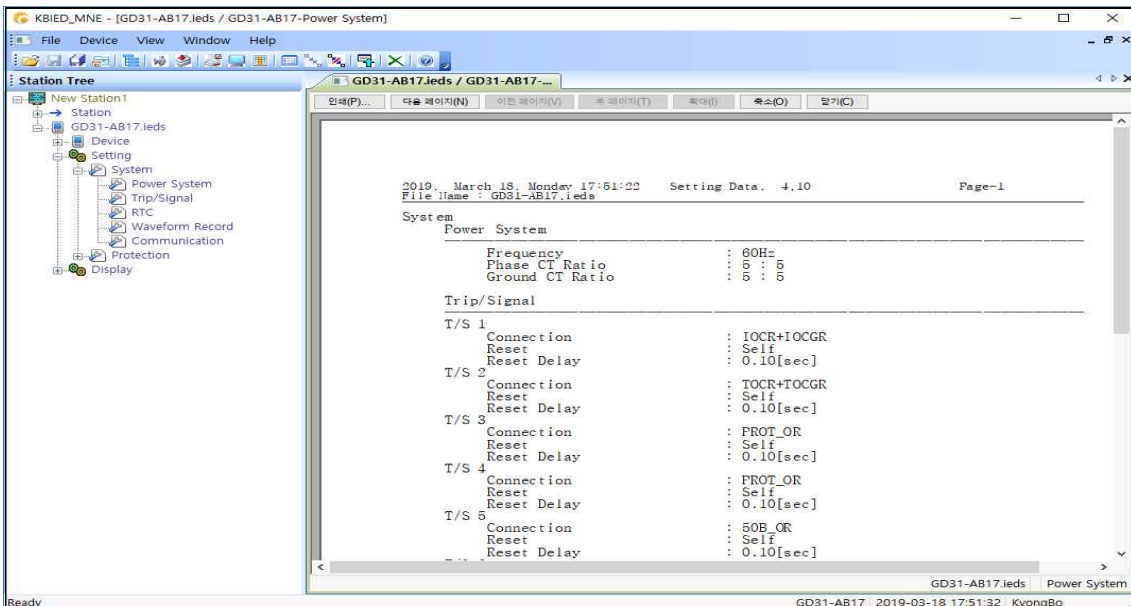 KBIED_MNE - [GD31-AB17.ieds / GD31-AB17-Power System]
File Device View Window Help
Station Tree
GD31-AB17.ieds / GD31-AB17-...
New Station1
Station
GD31-AB17.ieds
Device
Setting
System
Power System
Trip/Signal
RTC
Waveform Record
Communication
Protection
Display
인쇄(P)... 다음 페이지(N) 이전 페이지(V) 두 페이지(T) 확대(I) 축소(O) 닫기(C)
2019. March 18. Monday 17:51:22 Setting Data. 4.10 Page-1
File Name : GD31-AB17.ieds
System
Power System
Frequency : 60Hz
Phase CT Ratio : 5 : 5
Ground CT Ratio : 5 : 5
Trip/Signal
T/S 1
Connection : IOCR+IOCGR
Reset : Self
Reset Delay : 0.10[sec]
T/S 2
Connection : TOCR+TOCGR
Reset : Self
Reset Delay : 0.10[sec]
T/S 3
Connection : PROT_OR
Reset : Self
Reset Delay : 0.10[sec]
T/S 4
Connection : PROT_OR
Reset : Self
Reset Delay : 0.10[sec]
T/S 5
Connection : 50B_OR
Reset : Self
Reset Delay : 0.10[sec]
GD31-AB17.ieds Power System
Ready GD31-AB17 2019-03-18 17:51:32 KyongBo